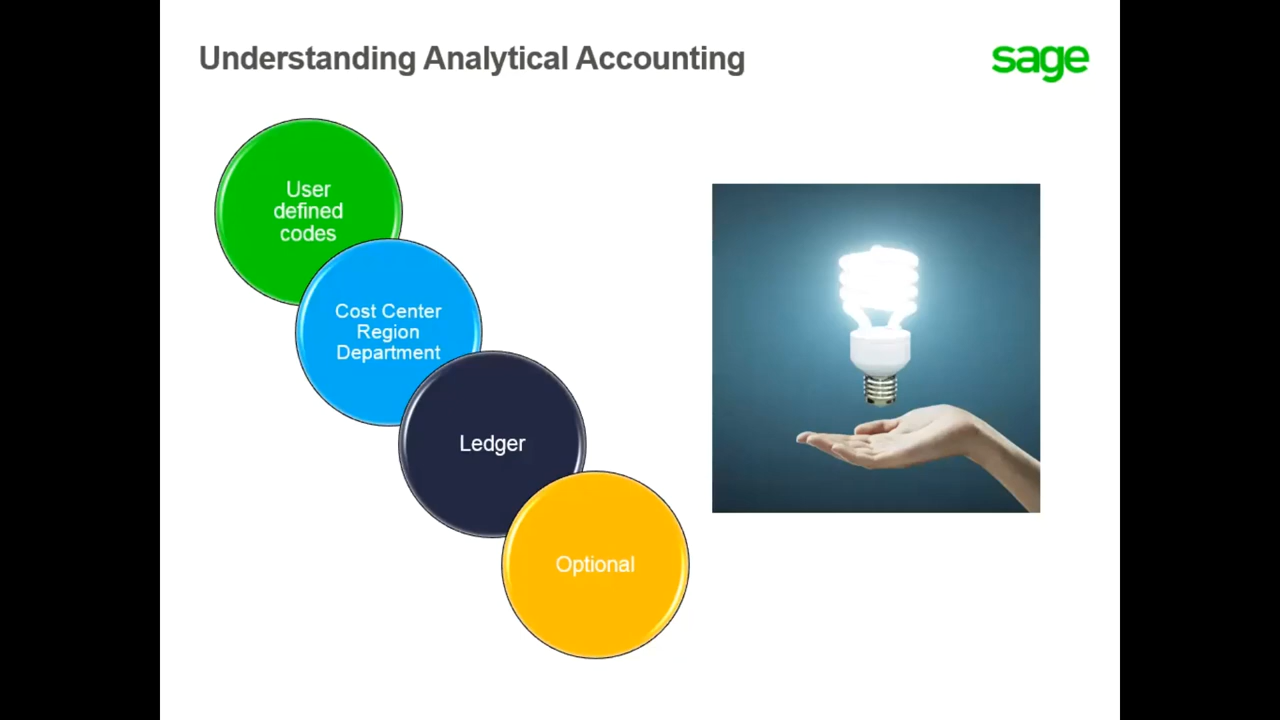 Understanding Analytical Accounting
sage
User
defined
codes
Cost Center
Region
Department
Ledger
Optional